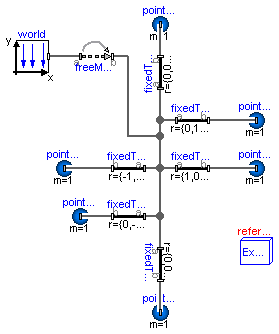 point...
m=1
y
world
x
freeM...
fixedT...
r={0,0...
fixedT...
r={0,1...
point...
m=1
point...
m=1
fixedT...
r={-1,...
fixedT...
r={1,0...
point...
m=1
point...
m=1
fixedT...
r={0,-...
refer...
Ex...
fixedT...
r={0,0...
point...
m=1